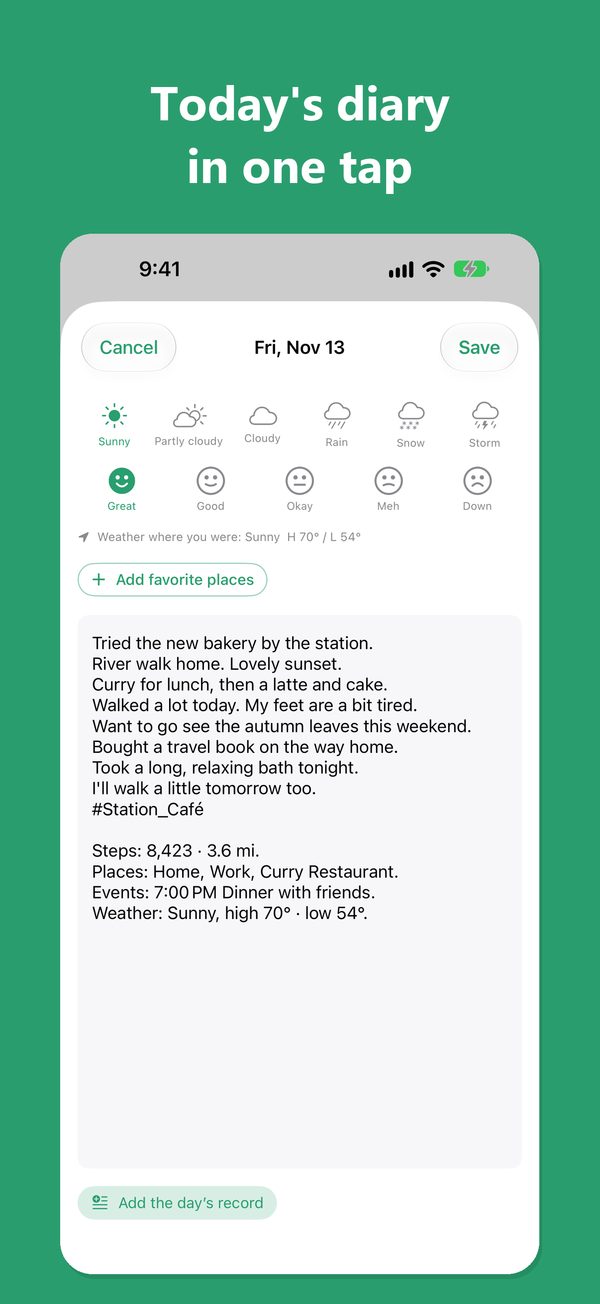 Today's diary
in one tap
9:41
Cancel
Fri, Nov 13
Save
Sunny
Partly cloudy
Cloudy
Rain
Snow
Storm
Great
Good
Okay
Meh
Down
Weather where you were: Sunny  H 70° / L 54°
+ Add favorite places
Tried the new bakery by the station.
River walk home. Lovely sunset.
Curry for lunch, then a latte and cake.
Walked a lot today. My feet are a bit tired.
Want to go see the autumn leaves this weekend.
Bought a travel book on the way home.
Took a long, relaxing bath tonight.
I'll walk a little tomorrow too.
#Station_Café
Steps: 8,423 · 3.6 mi.
Places: Home, Work, Curry Restaurant.
Events: 7:00 PM Dinner with friends.
Weather: Sunny, high 70° · low 54°.
Add the day’s record